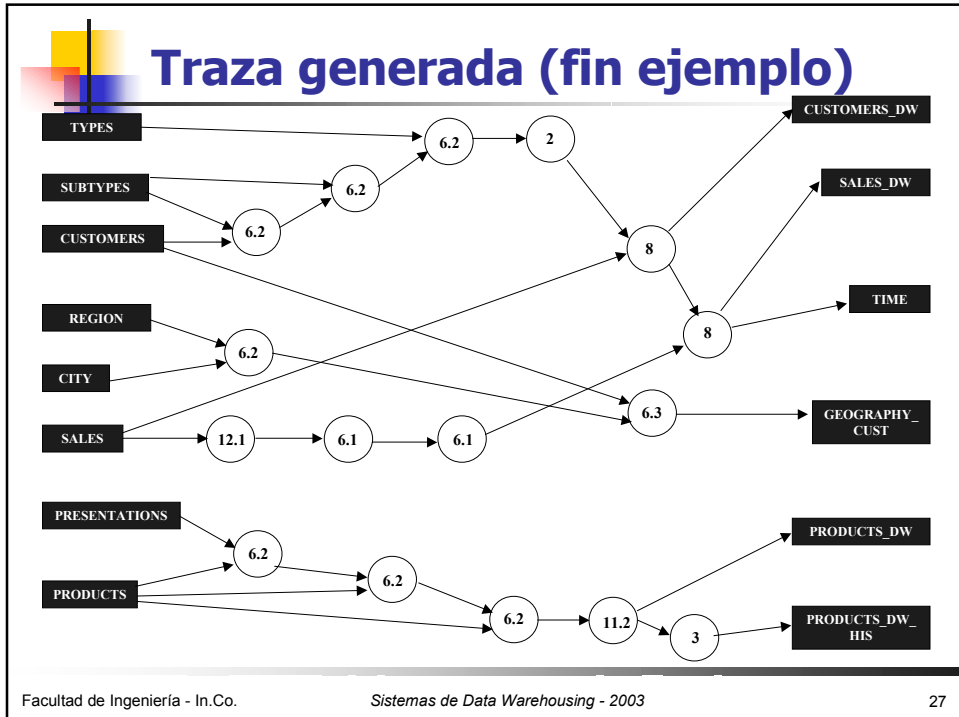 Traza generada (fin ejemplo)
TYPES
SUBTYPES
CUSTOMERS
REGION
CITY
SALES
PRESENTATIONS
PRODUCTS
6.2
2
6.2
6.2
8
8
6.2
6.3
12.1
6.1
6.1
6.2
6.2
6.2
11.2
3
CUSTOMERS_DW
SALES_DW
TIME
GEOGRAPHY_
CUST
PRODUCTS_DW
PRODUCTS_DW_
HIS
Facultad de Ingeniería - In.Co.
Sistemas de Data Warehousing - 2003
27